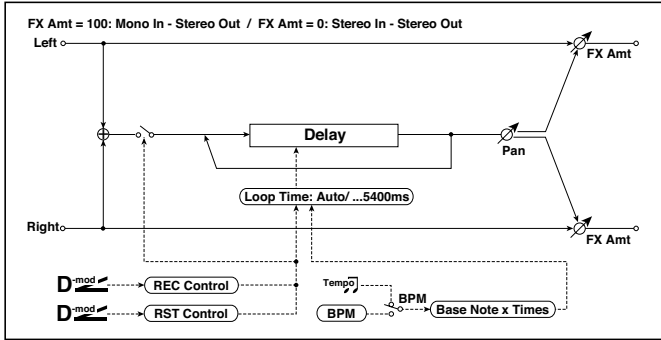 FX Amt = 100: Mono In - Stereo Out / FX Amt = 0: Stereo In - Stereo Out
Left
FX Amt
Delay
Pan
Loop Time: Auto/ ...5400ms
Right
FX Amt
D-mod
REC Control
Tempo
BPM
D-mod
RST Control
BPM
Base Note x Times